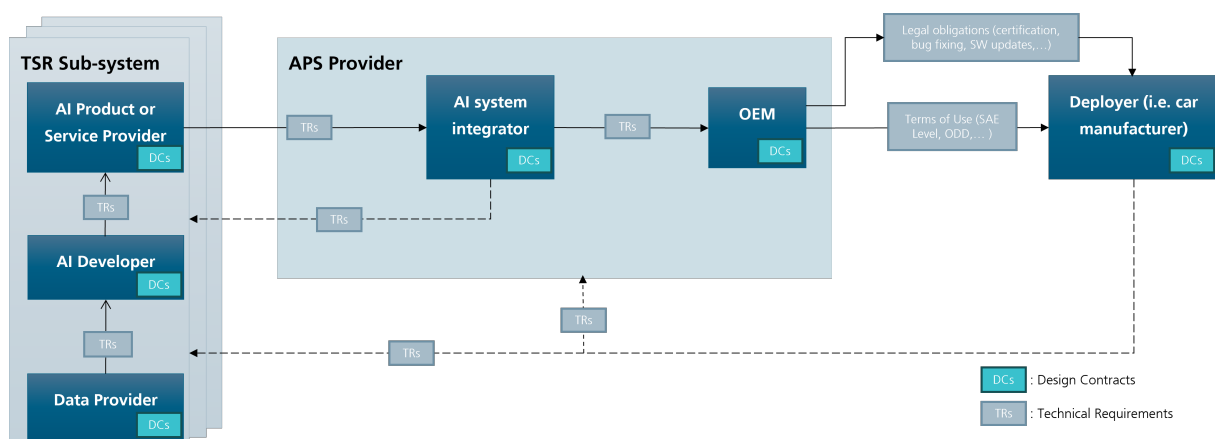 TSR Sub-system
AI Product or
Service Provider
DCs
TRs
AI Developer
DCs
TRs
Data Provider
DCs
TRs
APS Provider
AI system
integrator
DCs
TRs
OEM
DCs
TRs
Legal obligations (certification,
bug fixing, SW updates,...)
Terms of Use (SAE
Level, ODD,... )
Deployer (i.e. car
manufacturer)
DCs
TRs
TRs
DCs : Design Contracts
TRs : Technical Requirements